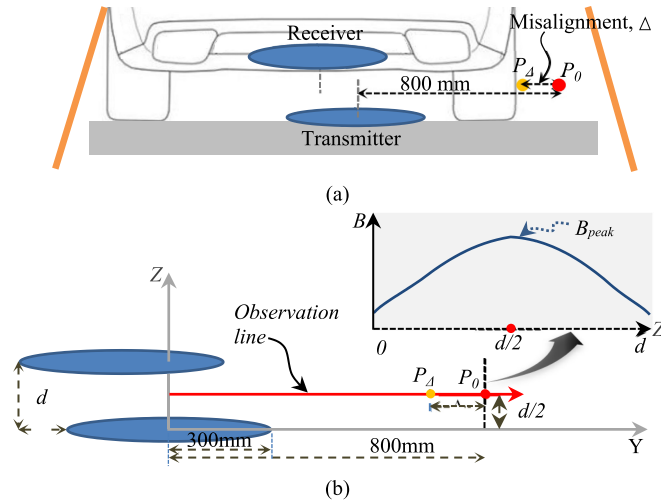 Receiver
Misalignment, Δ
P_Δ P_0
800 mm
Transmitter
(a)
B
B_peak
Z
Observation
line
0 d/2 d Z
P_Δ P_0
d
Δ
d/2
300mm
800mm
Y
(b)